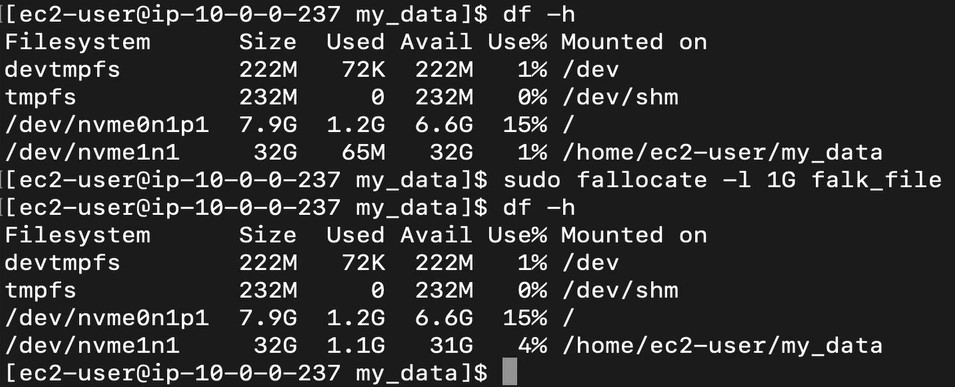 [ec2-user@ip-10-0-0-237 my_data]$ df -h
Filesystem      Size  Used Avail Use% Mounted on
devtmpfs        222M   72K  222M   1% /dev
tmpfs           232M     0  232M   0% /dev/shm
/dev/nvme0n1p1  7.9G  1.2G  6.6G  15% /
/dev/nvme1n1     32G   65M   32G   1% /home/ec2-user/my_data
[ec2-user@ip-10-0-0-237 my_data]$ sudo fallocate -l 1G falk_file
[ec2-user@ip-10-0-0-237 my_data]$ df -h
Filesystem      Size  Used Avail Use% Mounted on
devtmpfs        222M   72K  222M   1% /dev
tmpfs           232M     0  232M   0% /dev/shm
/dev/nvme0n1p1  7.9G  1.2G  6.6G  15% /
/dev/nvme1n1     32G  1.1G   31G   4% /home/ec2-user/my_data
[ec2-user@ip-10-0-0-237 my_data]$